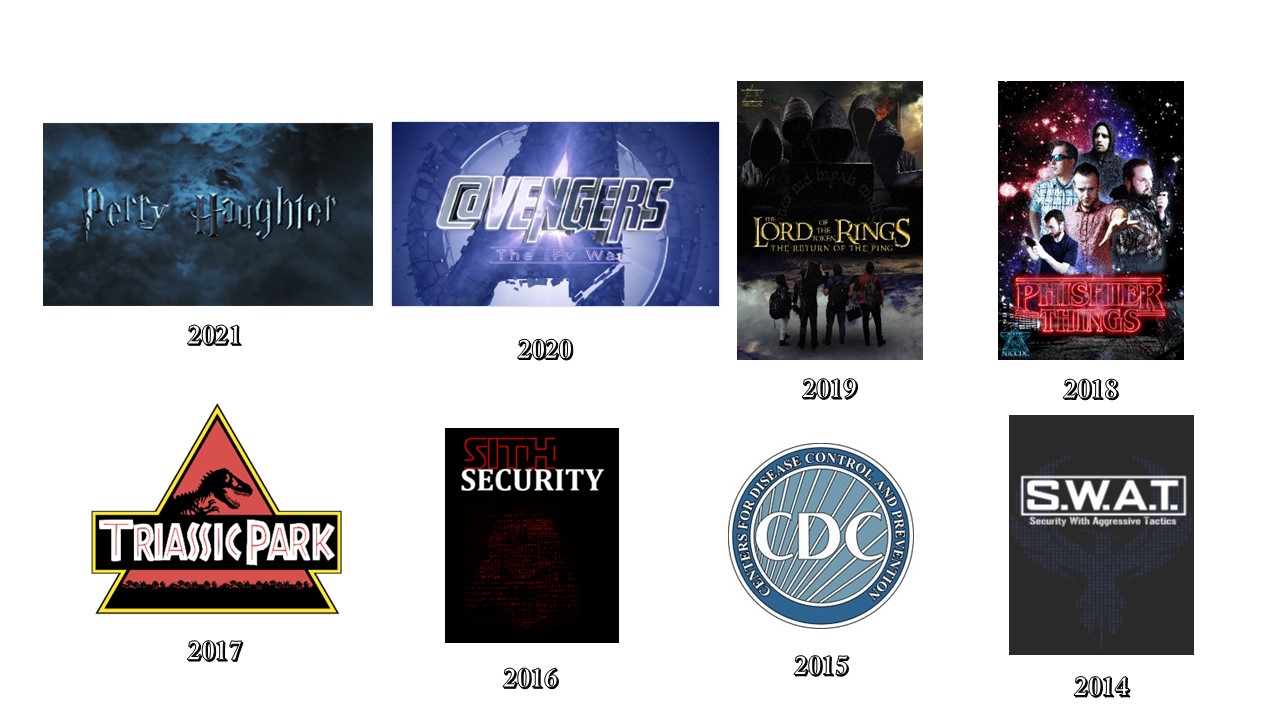 Perry Haughter
2021
@VENGERS
The IPv War
2020
THE LORD OF THE TOKEN RINGS
THE RETURN OF THE PING
2019
PHISHIER
THINGS
NICCDC
2018
TRIASSIC PARK
2017
SITH
SECURITY
2016
CENTERS FOR DISEASE CONTROL AND PREVENTION
CDC
2015
S.W.A.T.
Security With Aggressive Tactics
2014